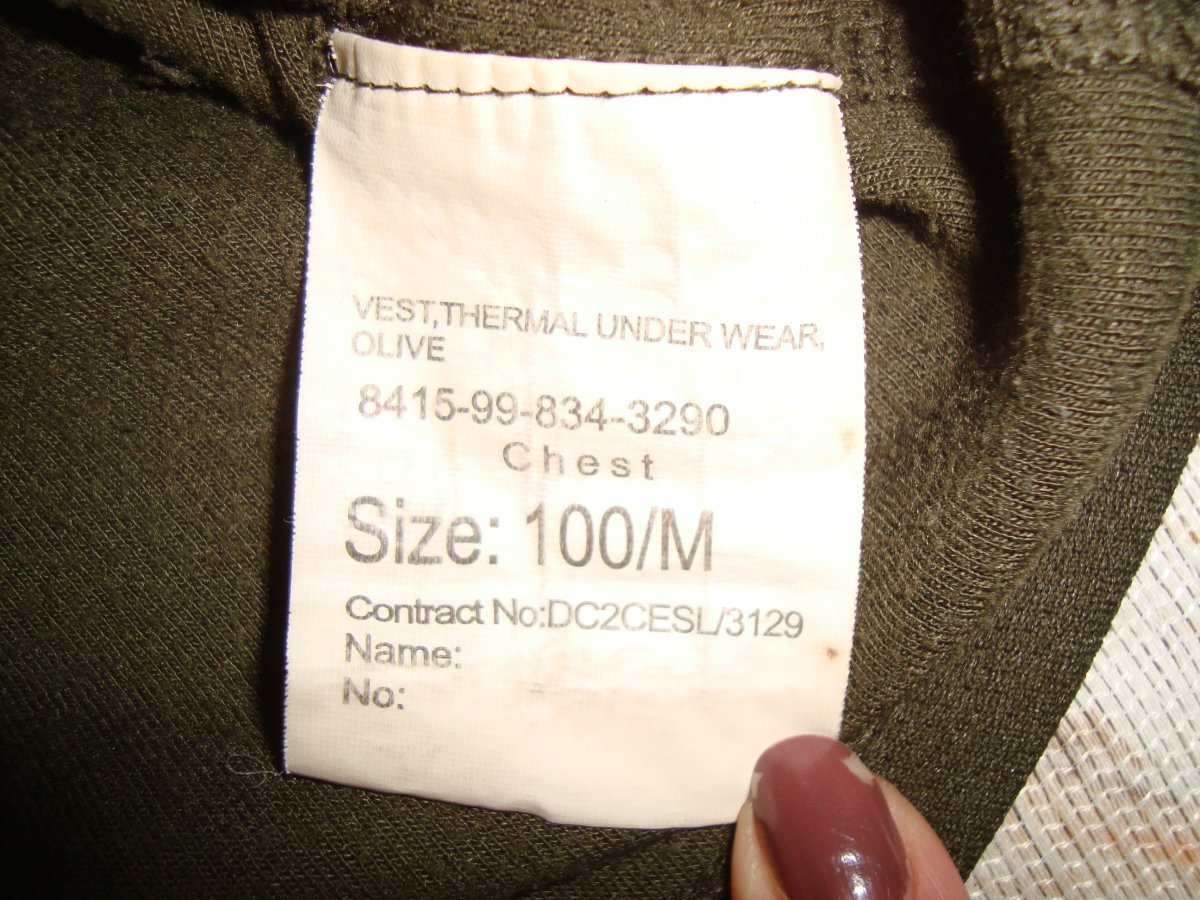 VEST,THERMAL UNDER WEAR,
OLIVE
8415-99-834-3290
Chest
Size: 100/M
Contract No:DC2CESL/3129
Name:
No: